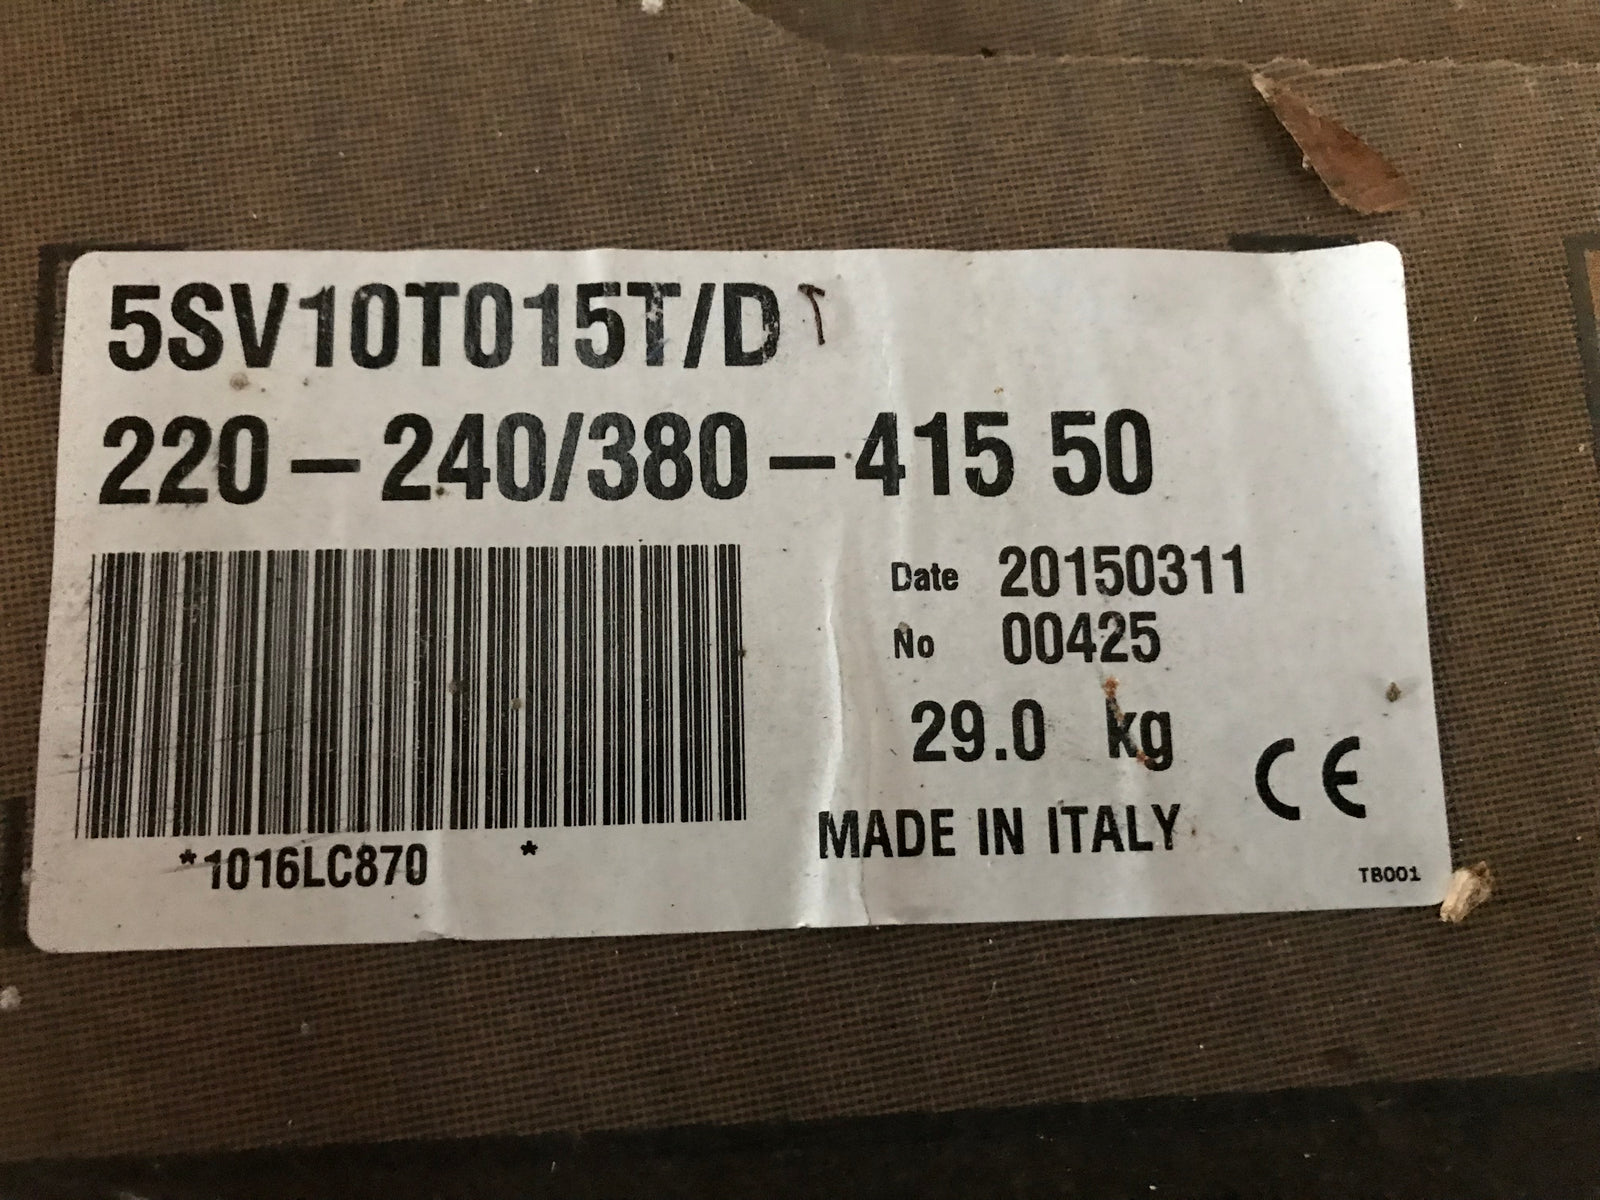 5SV10T015T/D
220-240/380-415 50
Date 20150311
No 00425
29.0 kg
CE
MADE IN ITALY
*1016LC870 *
TB001